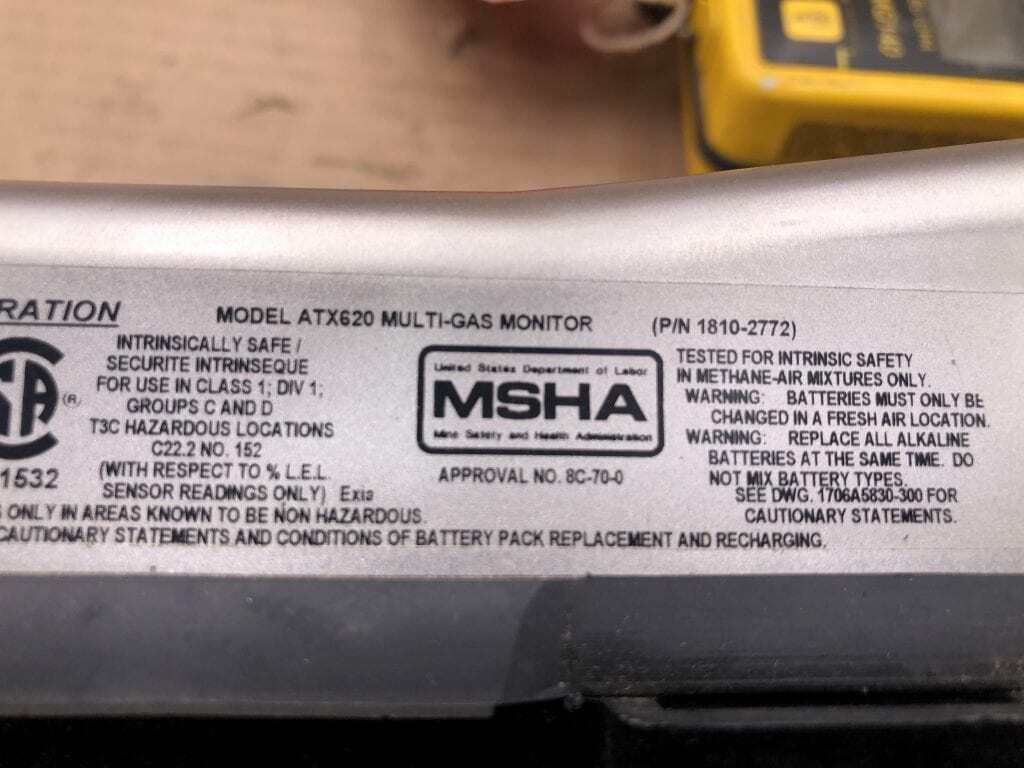 RATION
MODEL ATX620 MULTI-GAS MONITOR
(P/N 1810-2772)
INTRINSICALLY SAFE /
SECURITE INTRINSEQUE
FOR USE IN CLASS 1; DIV 1;
GROUPS C AND D
T3C HAZARDOUS LOCATIONS
C22.2 NO. 152
(WITH RESPECT TO % L.E.L.
SENSOR READINGS ONLY) Exia
SA (R)
1532
United States Department of Labor
MSHA
Mine Safety and Health Administration
APPROVAL NO. 8C-70-0
TESTED FOR INTRINSIC SAFETY
IN METHANE-AIR MIXTURES ONLY.
WARNING: BATTERIES MUST ONLY BE
CHANGED IN A FRESH AIR LOCATION.
WARNING: REPLACE ALL ALKALINE
BATTERIES AT THE SAME TIME. DO
NOT MIX BATTERY TYPES.
SEE DWG. 1706A5830-300 FOR
CAUTIONARY STATEMENTS.
S ONLY IN AREAS KNOWN TO BE NON HAZARDOUS.
CAUTIONARY STATEMENTS AND CONDITIONS OF BATTERY PACK REPLACEMENT AND RECHARGING.